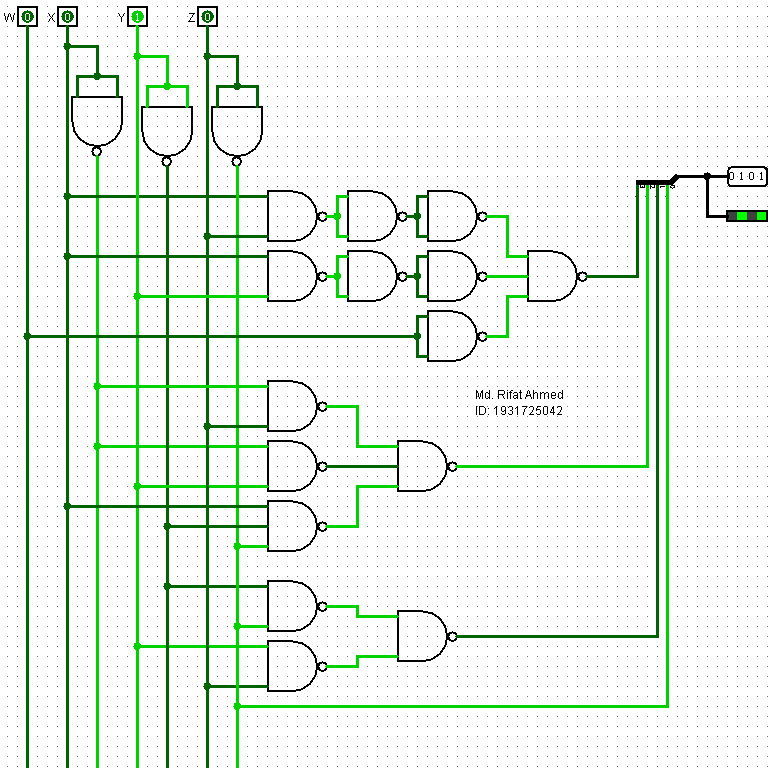 W 0 X 0 Y 1 Z 0
0 1 0 1
Md. Rifat Ahmed
ID: 1931725042